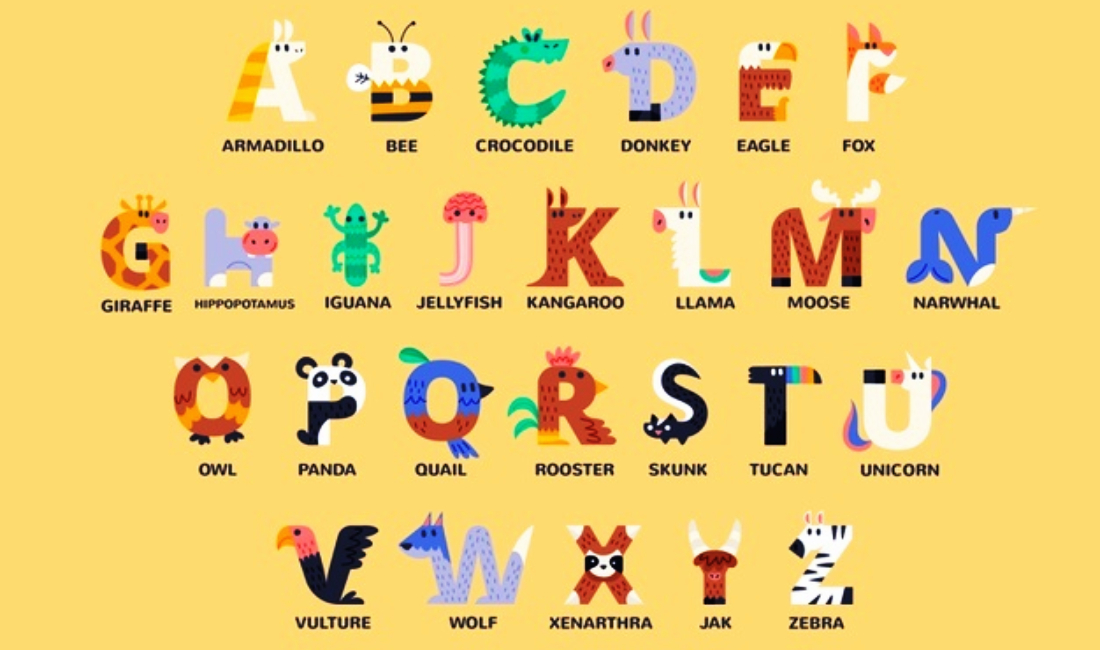 A B C D E F
ARMADILLO BEE CROCODILE DONKEY EAGLE FOX
G H I J K L M N
GIRAFFE HIPPOPOTAMUS IGUANA JELLYFISH KANGAROO LLAMA MOOSE NARWHAL
O P Q R S T U
OWL PANDA QUAIL ROOSTER SKUNK TUCAN UNICORN
V W X Y Z
VULTURE WOLF XENARTHRA JAK ZEBRA